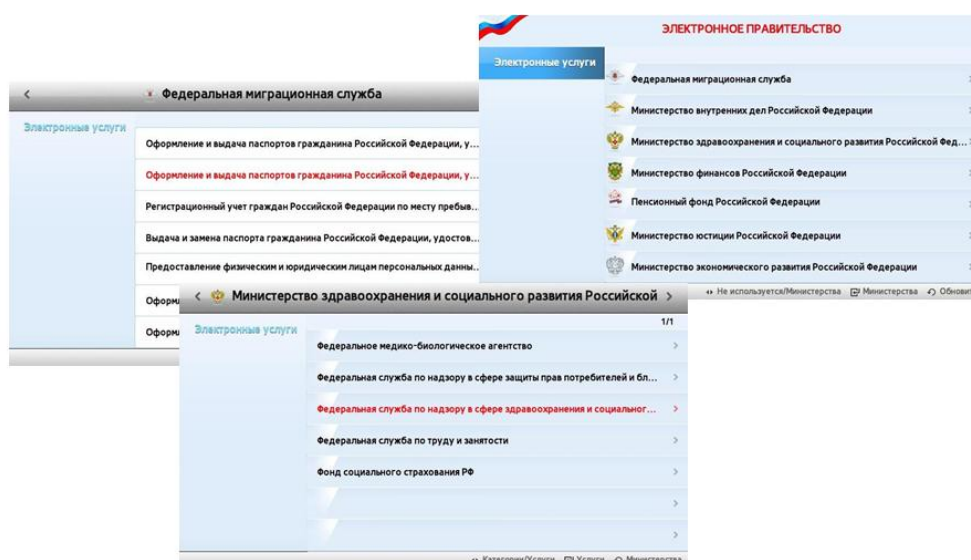 ЭЛЕКТРОННОЕ ПРАВИТЕЛЬСТВО
Электронные услуги
Федеральная миграционная служба
Министерство внутренних дел Российской Федерации
Министерство здравоохранения и социального развития Российской Фед...
Министерство финансов Российской Федерации
Пенсионный фонд Российской Федерации
Министерство юстиции Российской Федерации
Министерство экономического развития Российской Федерации
Не используется/Министерства Министерства Обновит
Федеральная миграционная служба
Электронные услуги
Оформление и выдача паспортов гражданина Российской Федерации, у...
Оформление и выдача паспортов гражданина Российской Федерации, у...
Регистрационный учет граждан Российской Федерации по месту пребыв...
Выдача и замена паспорта гражданина Российской Федерации, удостов...
Предоставление физическим и юридическим лицам персональных данны...
Оформ
Оформ
Министерство здравоохранения и социального развития Российской
Электронные услуги
1/1
Федеральное медико-биологическое агентство
Федеральная служба по надзору в сфере защиты прав потребителей и бл...
Федеральная служба по надзору в сфере здравоохранения и социальног...
Федеральная служба по труду и занятости
Фонд социального страхования РФ
Категории/Услуги Услуги Министерства